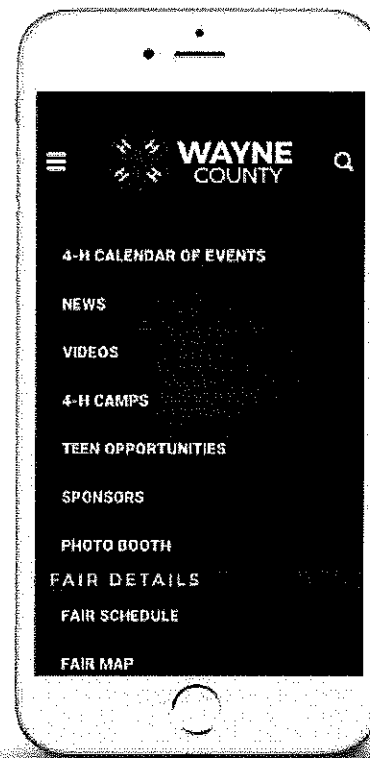 WAYNE
COUNTY
4-H CALENDAR OF EVENTS
NEWS
VIDEOS
4-H CAMPS
TEEN OPPORTUNITIES
SPONSORS
PHOTO BOOTH
FAIR DETAILS
FAIR SCHEDULE
FAIR MAP